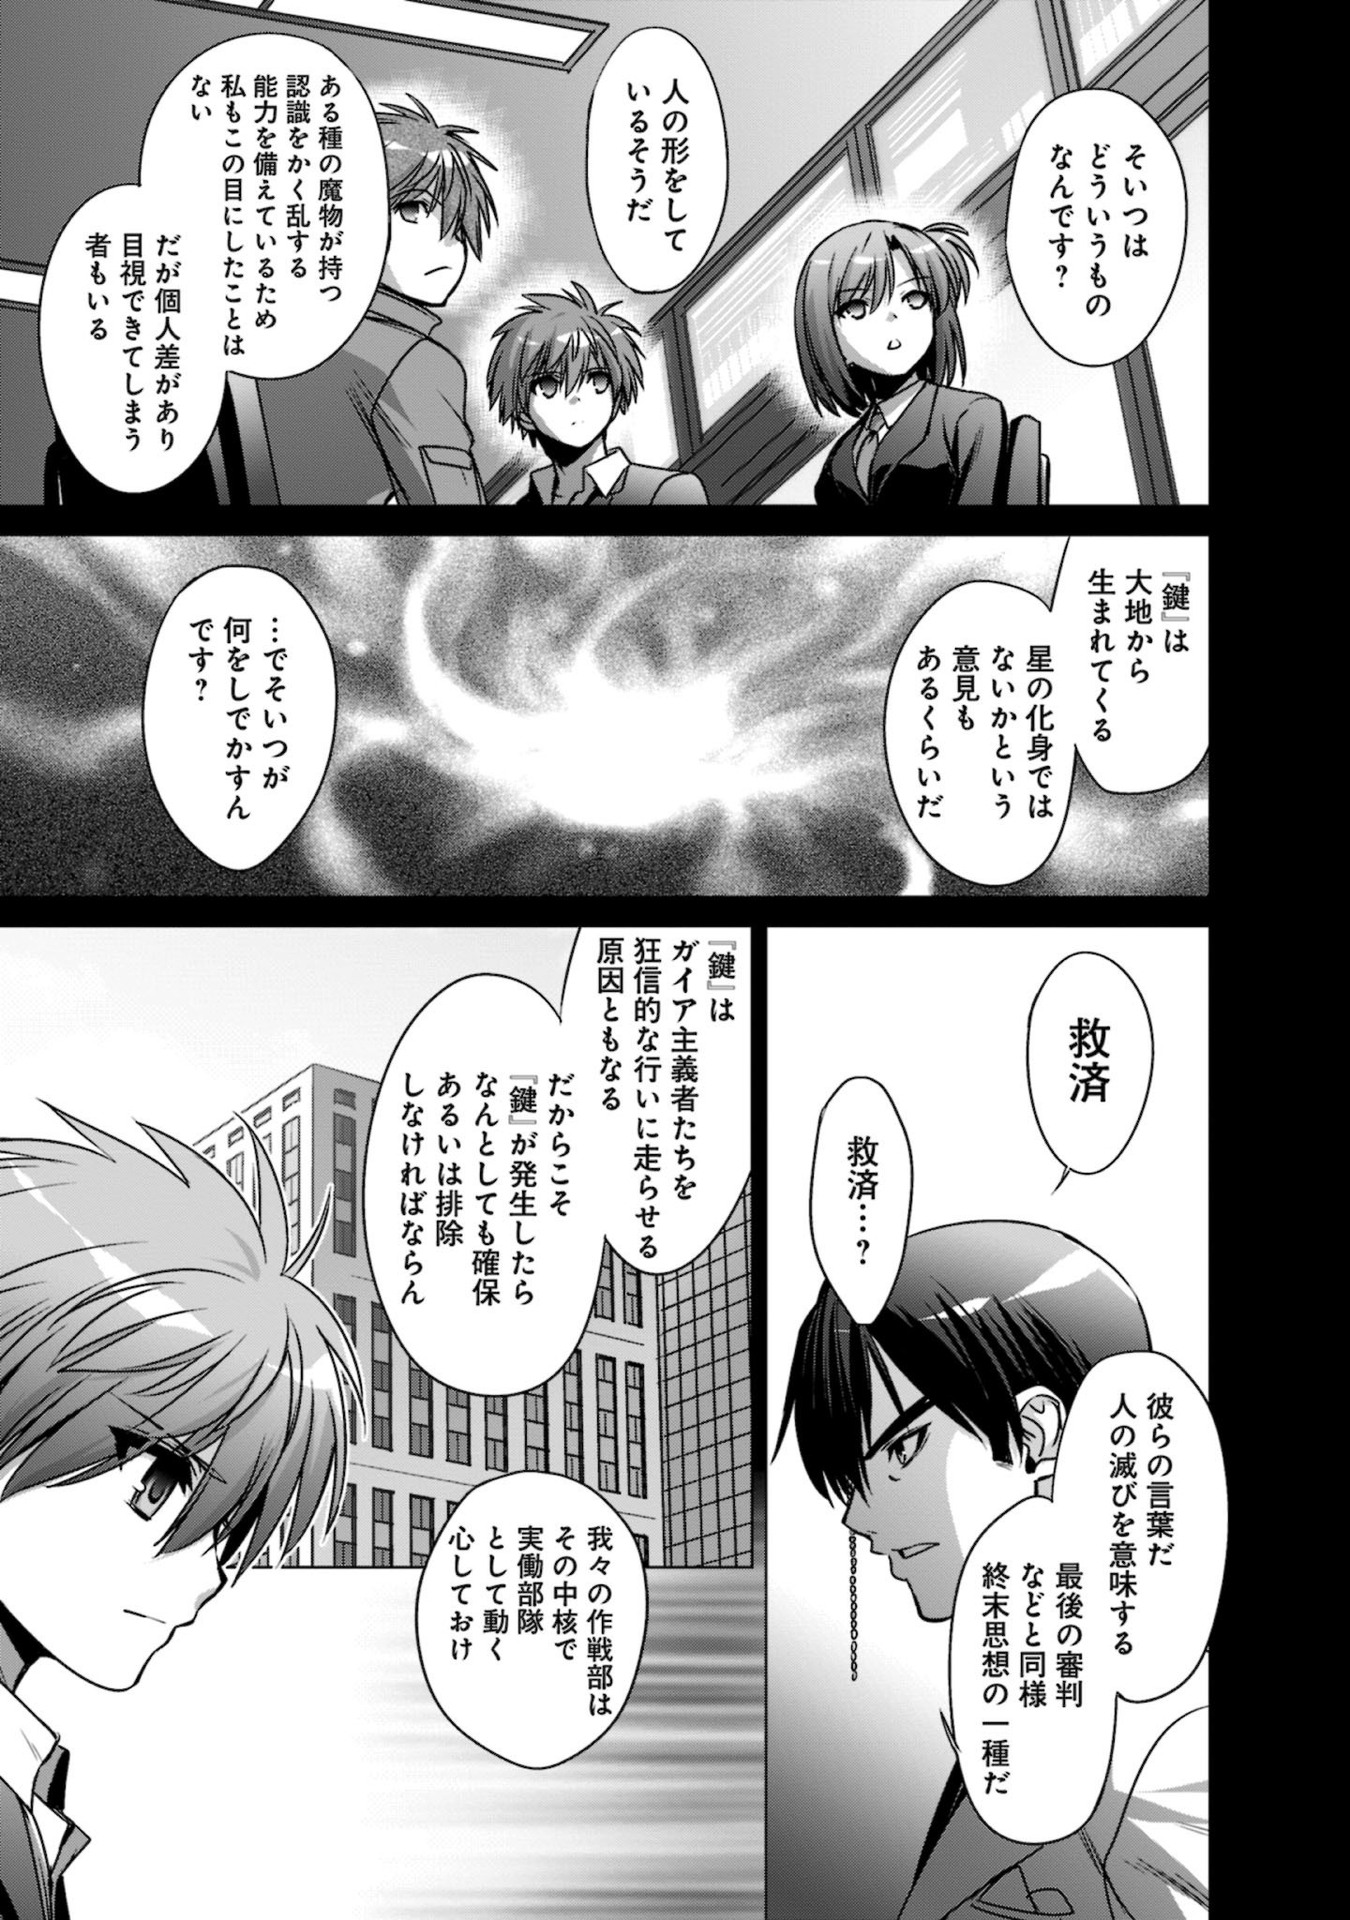 そいつは
どういうもの
なんです?
人の形をして
いるそうだ
ある種の魔物が持つ
認識をかく乱する
能力を備えているため
私もこの目にしたことは
ない
だが個人差があり
目視できてしまう
者もいる
『鍵』は
大地から
生まれてくる
星の化身では
ないかという
意見も
あるくらいだ
…でそいつが
何をしでかすん
です?
救済
救済…?
彼らの言葉だ
人の滅びを意味する
最後の審判
などと同様
終末思想の一種だ
『鍵』は
ガイア主義者たちを
狂信的な行いに走らせる
原因ともなる
だからこそ
『鍵』が発生したら
なんとしても確保
あるいは排除
しなければならん
我々の作戦部は
その中核で
実働部隊
として動く
心しておけ